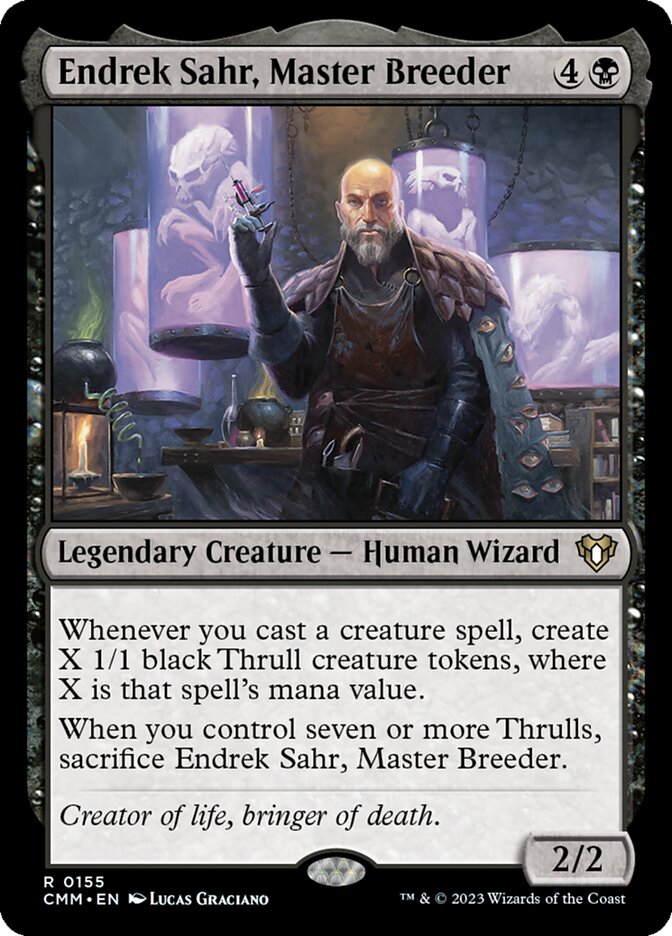 Endrek Sahr, Master Breeder 4
Legendary Creature — Human Wizard
Whenever you cast a creature spell, create
X 1/1 black Thrull creature tokens, where
X is that spell's mana value.
When you control seven or more Thrulls,
sacrifice Endrek Sahr, Master Breeder.
Creator of life, bringer of death.
2/2
R 0155
CMM • EN Lucas Graciano
™ & © 2023 Wizards of the Coast